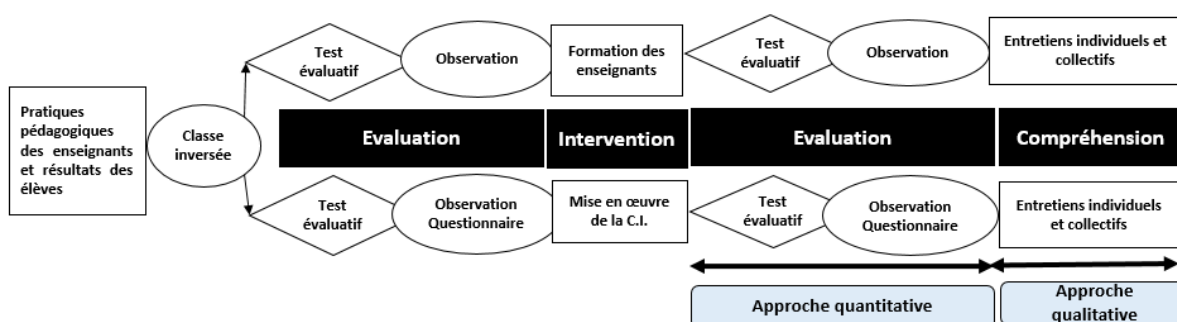 Test
évaluatif
Observation
Formation des
enseignants
Test
évaluatif
Observation
Entretiens individuels et
collectifs
Pratiques
pédagogiques
des enseignants
et résultats des
élèves
Classe
inversée
Evaluation
Intervention
Evaluation
Compréhension
Test
évaluatif
Observation
Questionnaire
Mise en œuvre
de la C.I.
Test
évaluatif
Observation
Questionnaire
Entretiens individuels
et collectifs
Approche quantitative
Approche
qualitative